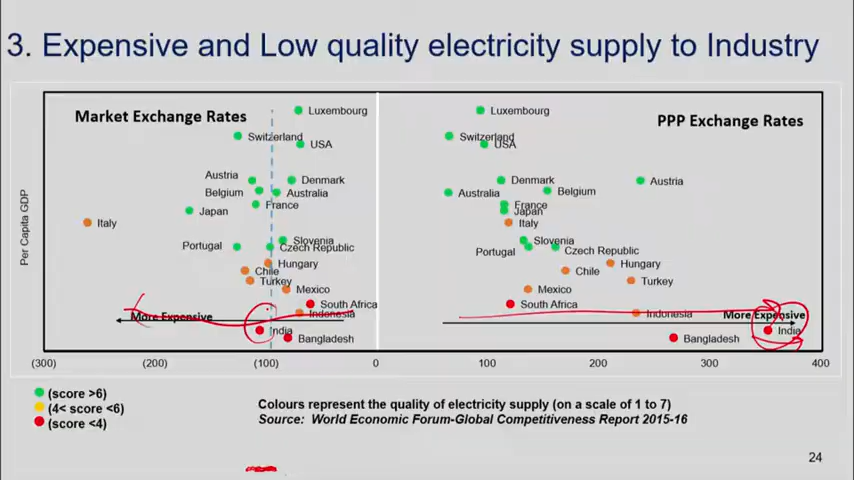 3. Expensive and Low quality electricity supply to Industry
Market Exchange Rates
PPP Exchange Rates
Per Capita GDP
Luxembourg
Switzerland
USA
Austria
Denmark
Belgium
Australia
France
Japan
Italy
Slovenia
Portugal
Czech Republic
Hungary
Chile
Turkey
Mexico
South Africa
Indonesia
More Expensive
India
Bangladesh
Luxembourg
Switzerland
USA
Denmark
Austria
Belgium
Australia
France
Japan
Italy
Slovenia
Portugal
Czech Republic
Hungary
Chile
Turkey
Mexico
South Africa
Indonesia
More Expensive
India
Bangladesh
(300) (200) (100) 0 100 200 300 400
(score >6)
(4< score <6)
(score <4)
Colours represent the quality of electricity supply (on a scale of 1 to 7)
Source: World Economic Forum-Global Competitiveness Report 2015-16
24